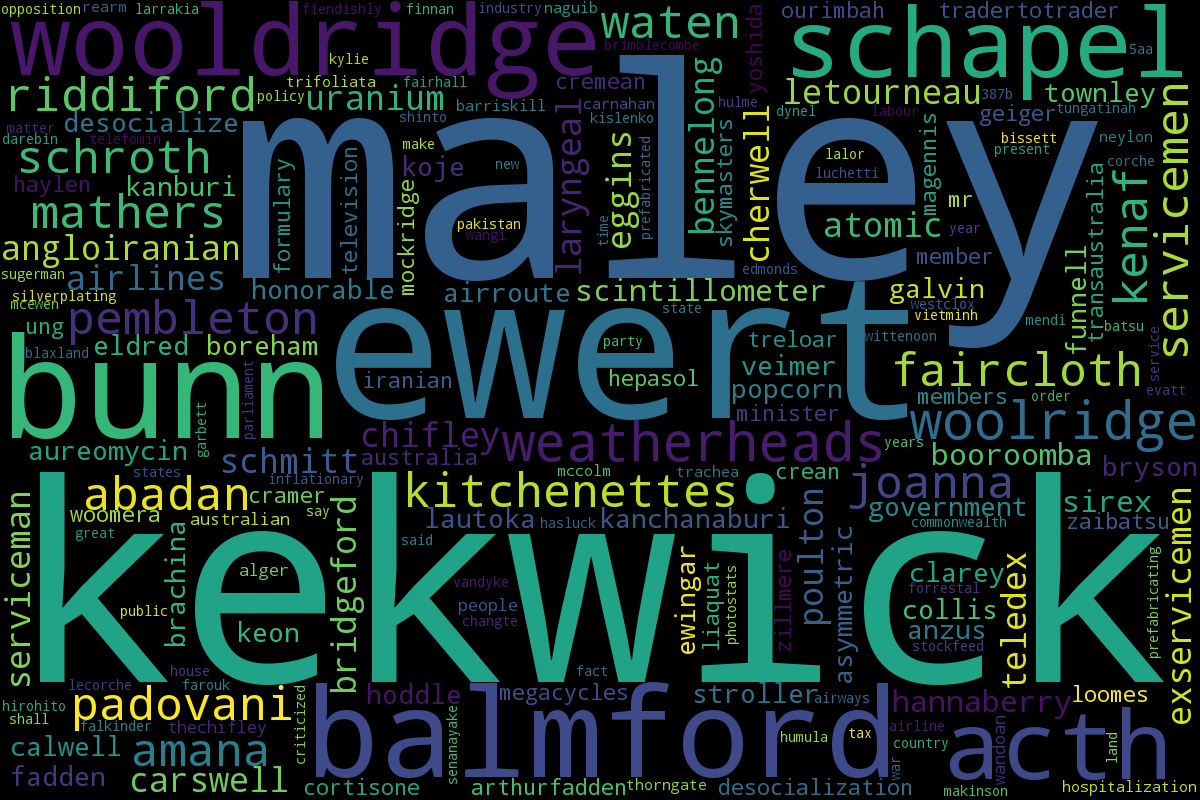 opposition rearm larrakia fiendishly finnan industry naguib
wooldridge
waten
brimblecombe
yoshida
ourimbah tradertotrader
schapel
5aa
kylie
riddiford
policy
trifoliata fairhall
uranium
barriskill
cremean
carnahan
hulme
letourneau
387b
townley
matter
desocialize
shinto
kislenko
dynel
labour
geiger
tungatinah
darebin telefomin
maley
make
koje
new
laryngeal
eggins
prefabricated
time
bennelong
skymasters
cherwell
lalor
luchetti
magennis
bissett
present
neylon
corche
servicemen
schroth
haylen
kanburi
formulary
television
mathers
pakistan
wangi
mockridge
atomic
mr
year
member
transaustralia
kenaf
angloiranian
sugerman
airlines
silverplating
mcewen
honorable
airroute
scintillometer
state
edmonds
galvin
westclox
vietminh
mendi
funnell
batsu
ung
pembleton
blaxland
eldred
boreham
ewert
party
iranian
hepasol
treloar
wittenoon
veimer
popcorn
faircloth
service
evatt
bunn
garbett
parliament
minister
members
order
woolridge
aureomycin
chifley
australia
weatherheads
years
booroomba
bryson
states
schmitt
inflationary
mccolm
trachea
crean
joanna
abadan
cramer
say
kitchenettes
government
sirex
serviceman
woomera
great
australian
bridgeford
lautoka
hasluck
kanchanaburi
poulton
commonwealth
zaibatsu
exservicemen
kekwick
brachina
said
alger
public
keon
vandyke
people
changte
ewingar
liaquat
photostats
zillmere
asymmetric
clarey
forrestal
collis
anzus
stockfeed
teledex
prefabricating
house
fact
lecorche farouk
hirohito
shall
padovani
falkinder
thechifley
criticized
hoddle
megacycles
stroller
airways
hannaberry
loomes
balmford
senanayake
calwell
amana
humula
tax
airline
country
war
acth
wandoan
land
fadden
carswell
cortisone
arthurfadden
thorngate
desocialization
makinson
hospitalization